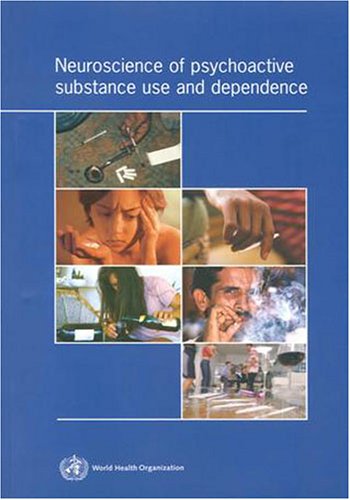 Neuroscience of psychoactive
substance use and dependence
World Health Organization